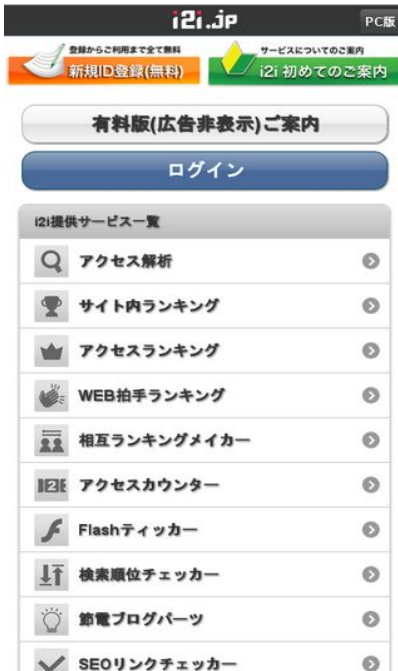 i2i.jp
PC版
登録からご利用まで全て無料
新規ID登録(無料)
サービスについてのご案内
i2i 初めてのご案内
有料版(広告非表示)ご案内
ログイン
i2i提供サービス一覧
アクセス解析
サイト内ランキング
アクセスランキング
WEB拍手ランキング
相互ランキングメイカー
アクセスカウンター
Flashティッカー
検索順位チェッカー
節電ブログパーツ
SEOリンクチェッカー